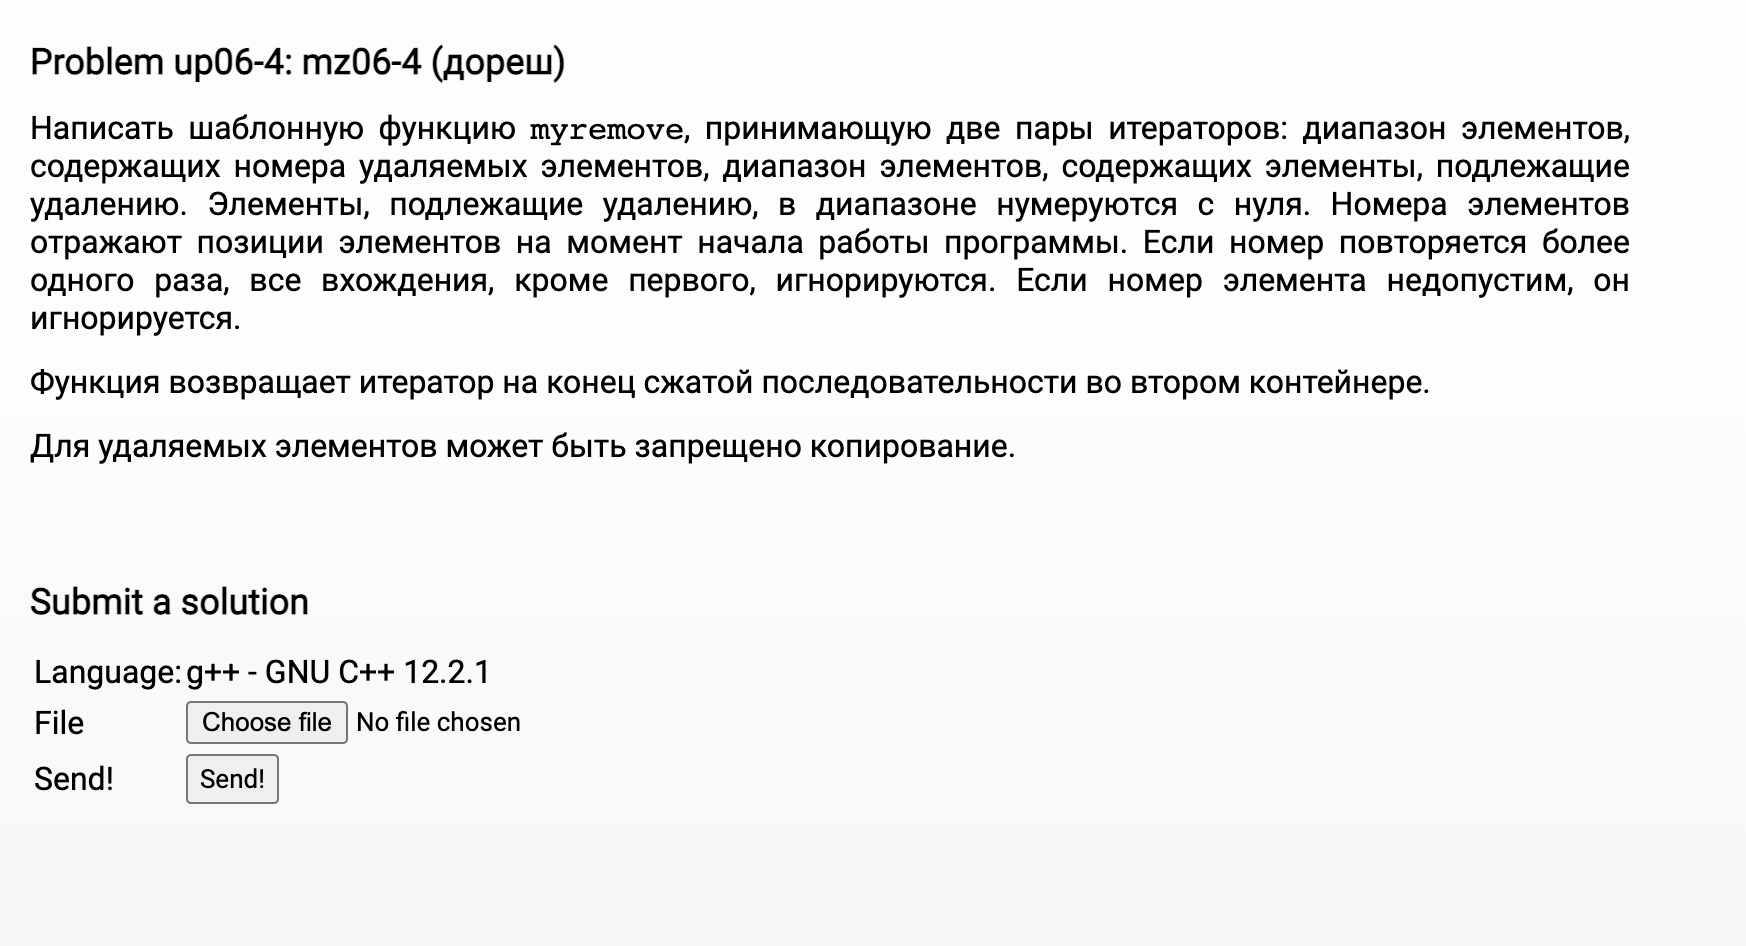 Problem up06-4: mz06-4 (дореш)
Написать шаблонную функцию myremove, принимающую две пары итераторов: диапазон элементов,
содержащих номера удаляемых элементов, диапазон элементов, содержащих элементы, подлежащие
удалению. Элементы, подлежащие удалению, в диапазоне нумеруются с нуля. Номера элементов
отражают позиции элементов на момент начала работы программы. Если номер повторяется более
одного раза, все вхождения, кроме первого, игнорируются. Если номер элемента недопустим, он
игнорируется.
Функция возвращает итератор на конец сжатой последовательности во втором контейнере.
Для удаляемых элементов может быть запрещено копирование.
Submit a solution
Language: g++ - GNU C++ 12.2.1
File Choose file No file chosen
Send! Send!